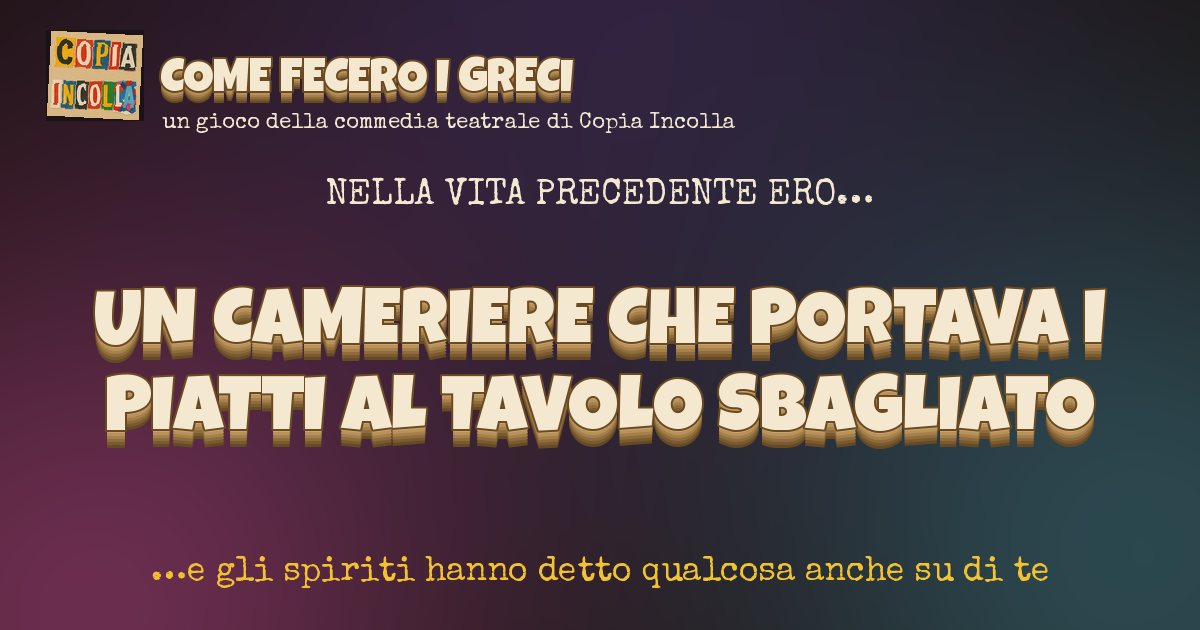 COPIA
INCOLLA
COME FECERO I GRECI
un gioco della commedia teatrale di Copia Incolla
NELLA VITA PRECEDENTE ERO...
UN CAMERIERE CHE PORTAVA I
PIATTI AL TAVOLO SBAGLIATO
...e gli spiriti hanno detto qualcosa anche su di te